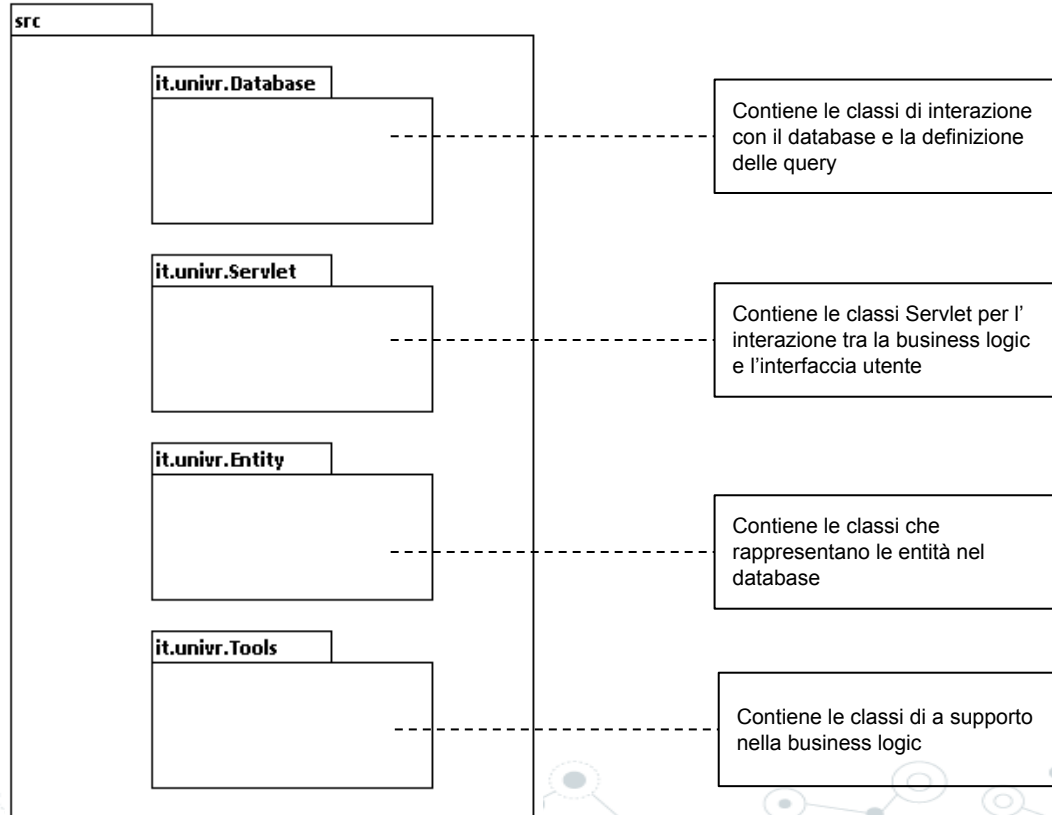 src
it.univr.Database
Contiene le classi di interazione
con il database e la definizione
delle query
it.univr.Servlet
Contiene le classi Servlet per l’
interazione tra la business logic
e l’interfaccia utente
it.univr.Entity
Contiene le classi che
rappresentano le entità nel
database
it.univr.Tools
Contiene le classi di a supporto
nella business logic